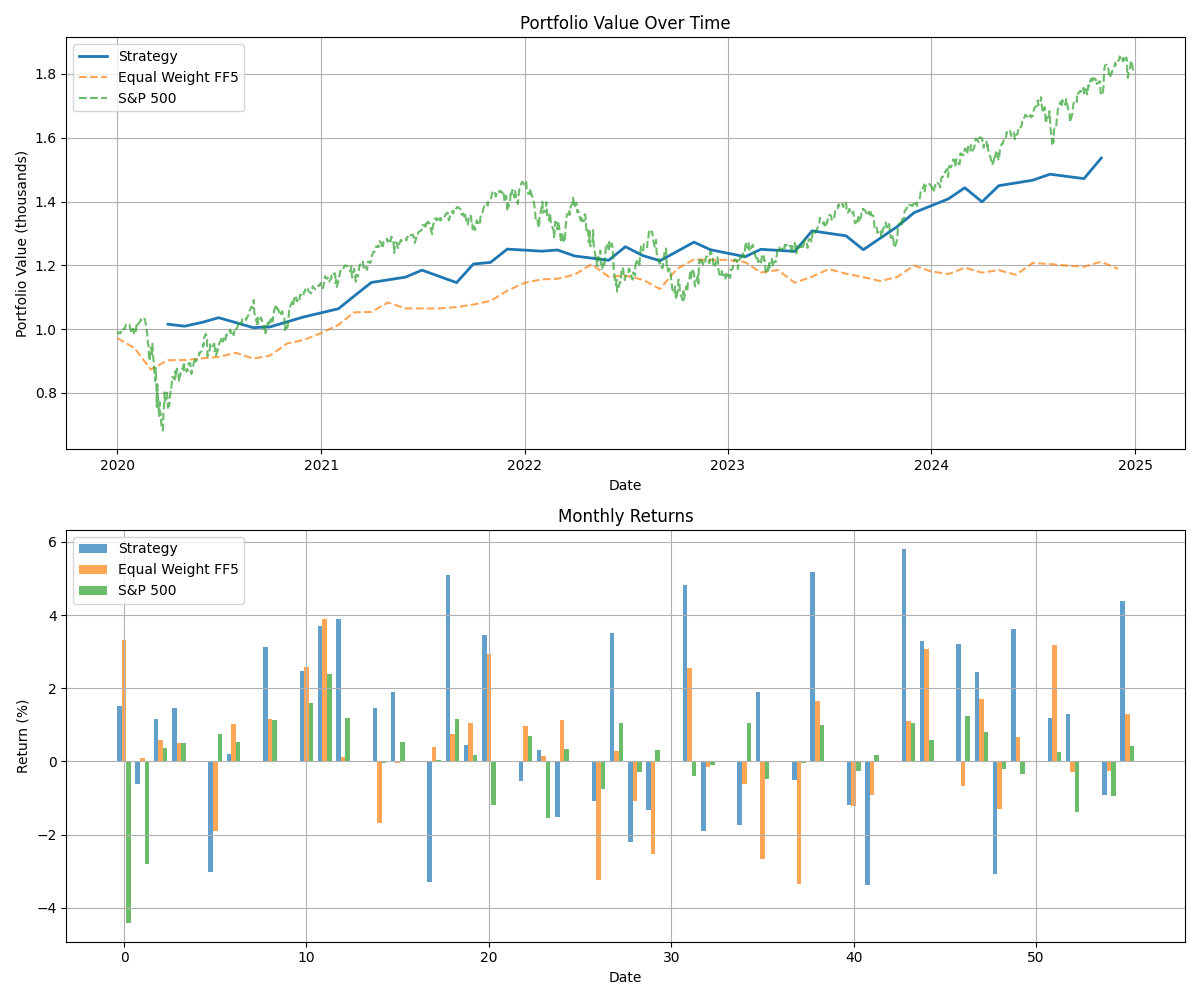 Portfolio Value Over Time
Strategy
Equal Weight FF5
S&P 500
Portfolio Value (thousands)
1.8
1.6
1.4
1.2
1.0
0.8
2020 2021 2022 2023 2024 2025
Date
Monthly Returns
Strategy
Equal Weight FF5
S&P 500
Return (%)
6
4
2
0
−2
−4
0 10 20 30 40 50
Date